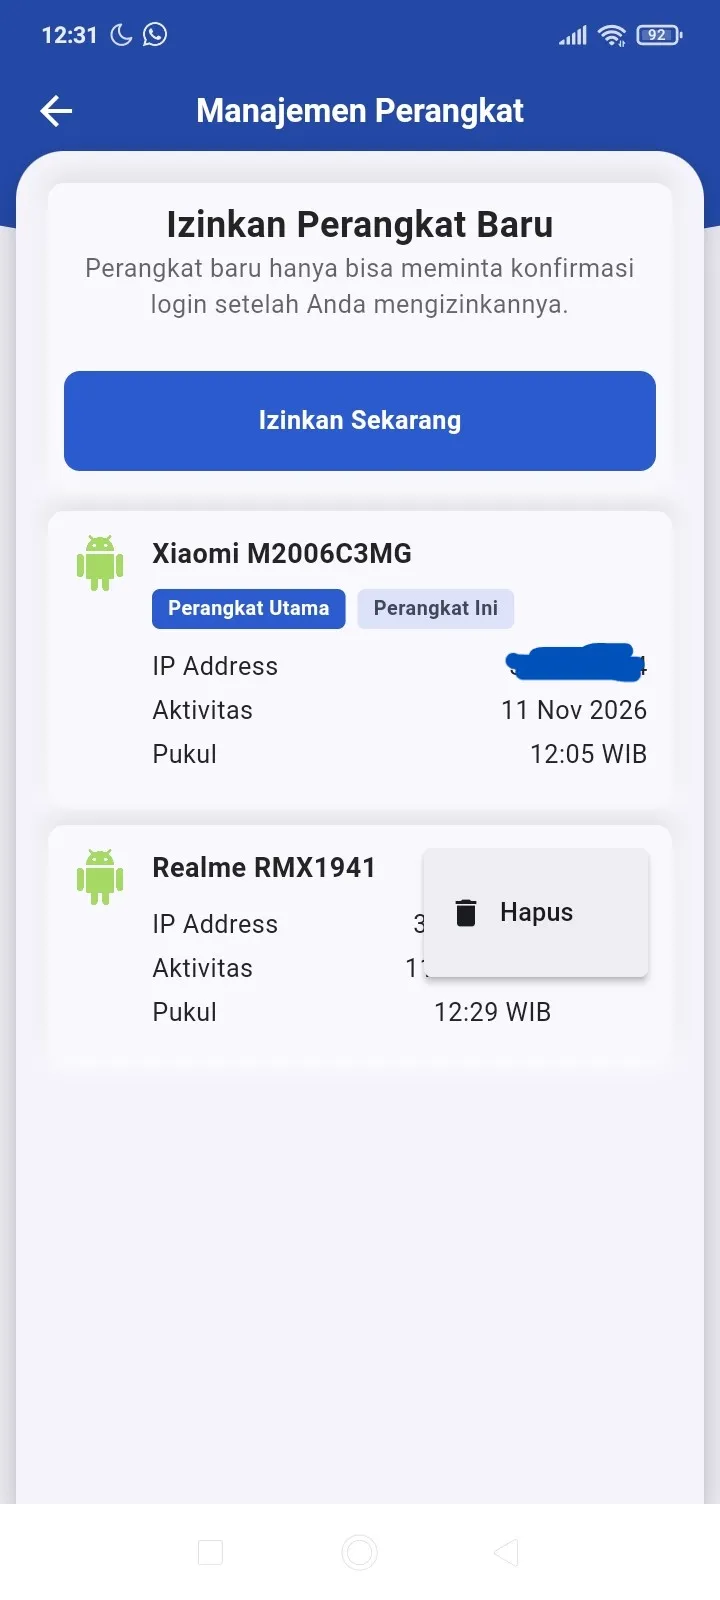 12:31
92
Manajemen Perangkat
Izinkan Perangkat Baru
Perangkat baru hanya bisa meminta konfirmasi
login setelah Anda mengizinkannya.
Izinkan Sekarang
Xiaomi M2006C3MG
Perangkat Utama Perangkat Ini
IP Address
Aktivitas 11 Nov 2026
Pukul 12:05 WIB
Realme RMX1941
Hapus
IP Address 3
Aktivitas
Pukul 12:29 WIB